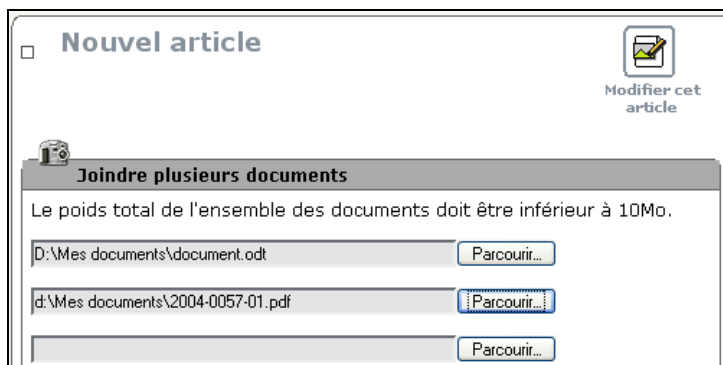 Nouvel article
Modifier cet
article
Joindre plusieurs documents
Le poids total de l'ensemble des documents doit être inférieur à 10Mo.
D:\Mes documents\document.odt Parcourir...
d:\Mes documents\2004-0057-01.pdf Parcourir...
Parcourir...